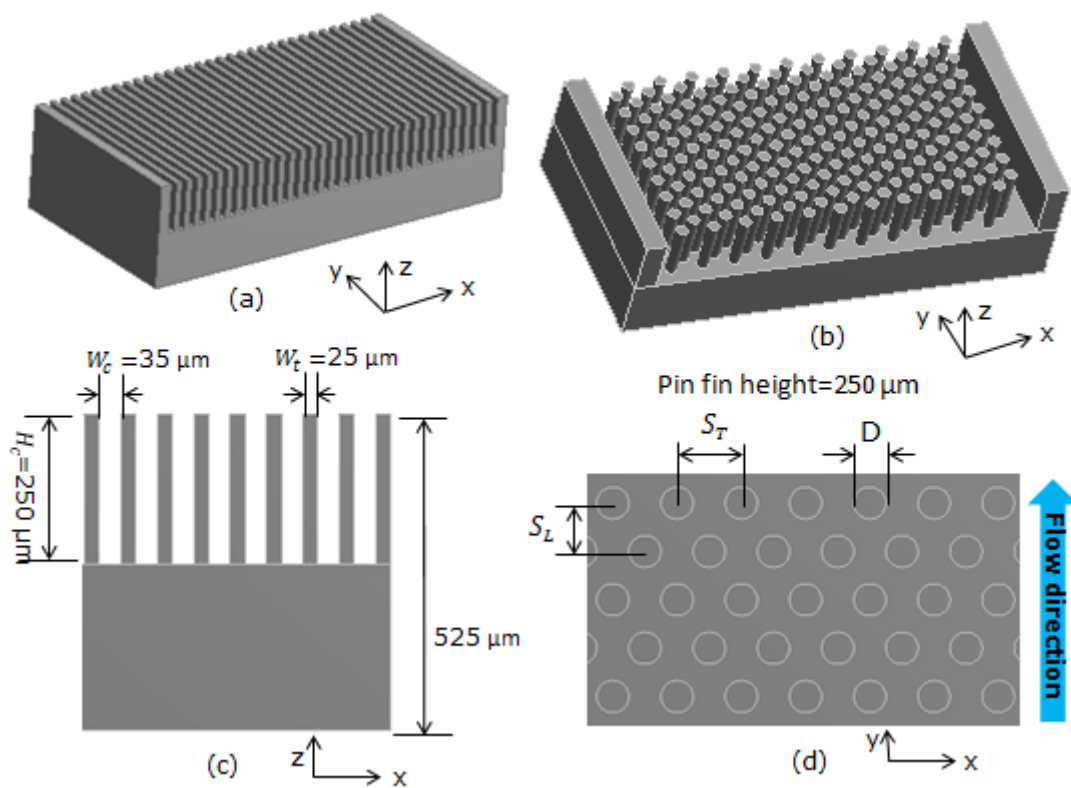 z
y
x
(a)
z
y
x
(b)
W_c =35 μm
W_t =25 μm
H_c=250 μm
525 μm
z
x
(c)
Pin fin height=250 μm
S_T
D
S_L
Flow direction
y
x
(d)